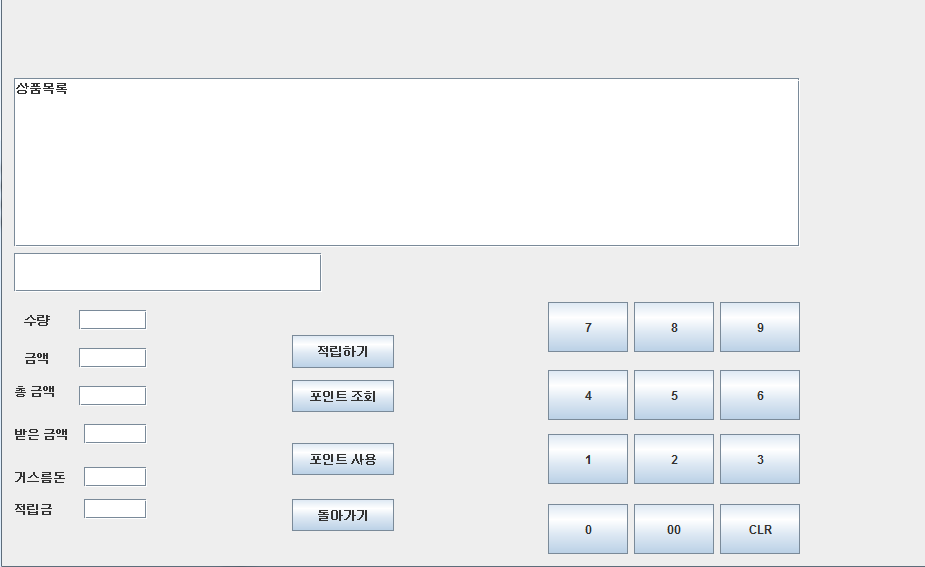 상품목록
수량
금액
총 금액
받은 금액
거스름돈
적립금
적립하기
포인트 조회
포인트 사용
돌아가기
7 8 9
4 5 6
1 2 3
0 00 CLR